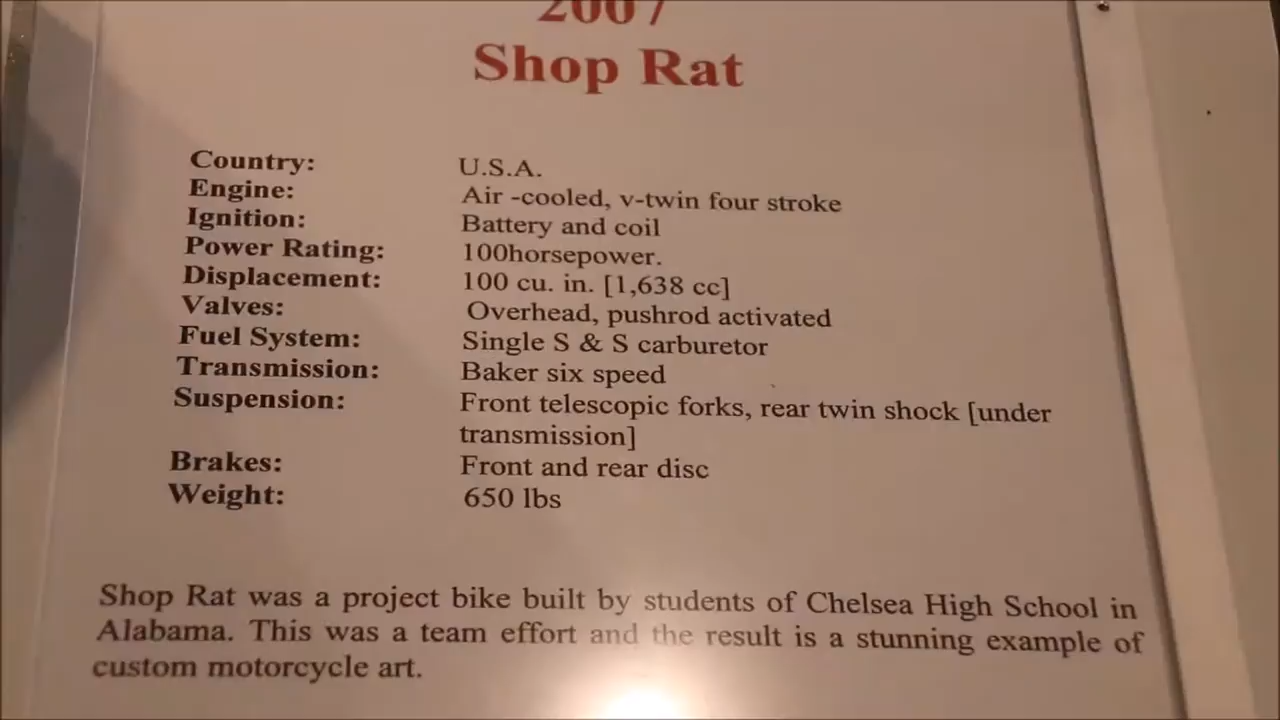 2007
Shop Rat
Country: U.S.A.
Engine: Air -cooled, v-twin four stroke
Ignition: Battery and coil
Power Rating: 100horsepower.
Displacement: 100 cu. in. [1,638 cc]
Valves: Overhead, pushrod activated
Fuel System: Single S & S carburetor
Transmission: Baker six speed
Suspension: Front telescopic forks, rear twin shock [under
transmission]
Brakes: Front and rear disc
Weight: 650 lbs
Shop Rat was a project bike built by students of Chelsea High School in
Alabama. This was a team effort and the result is a stunning example of
custom motorcycle art.